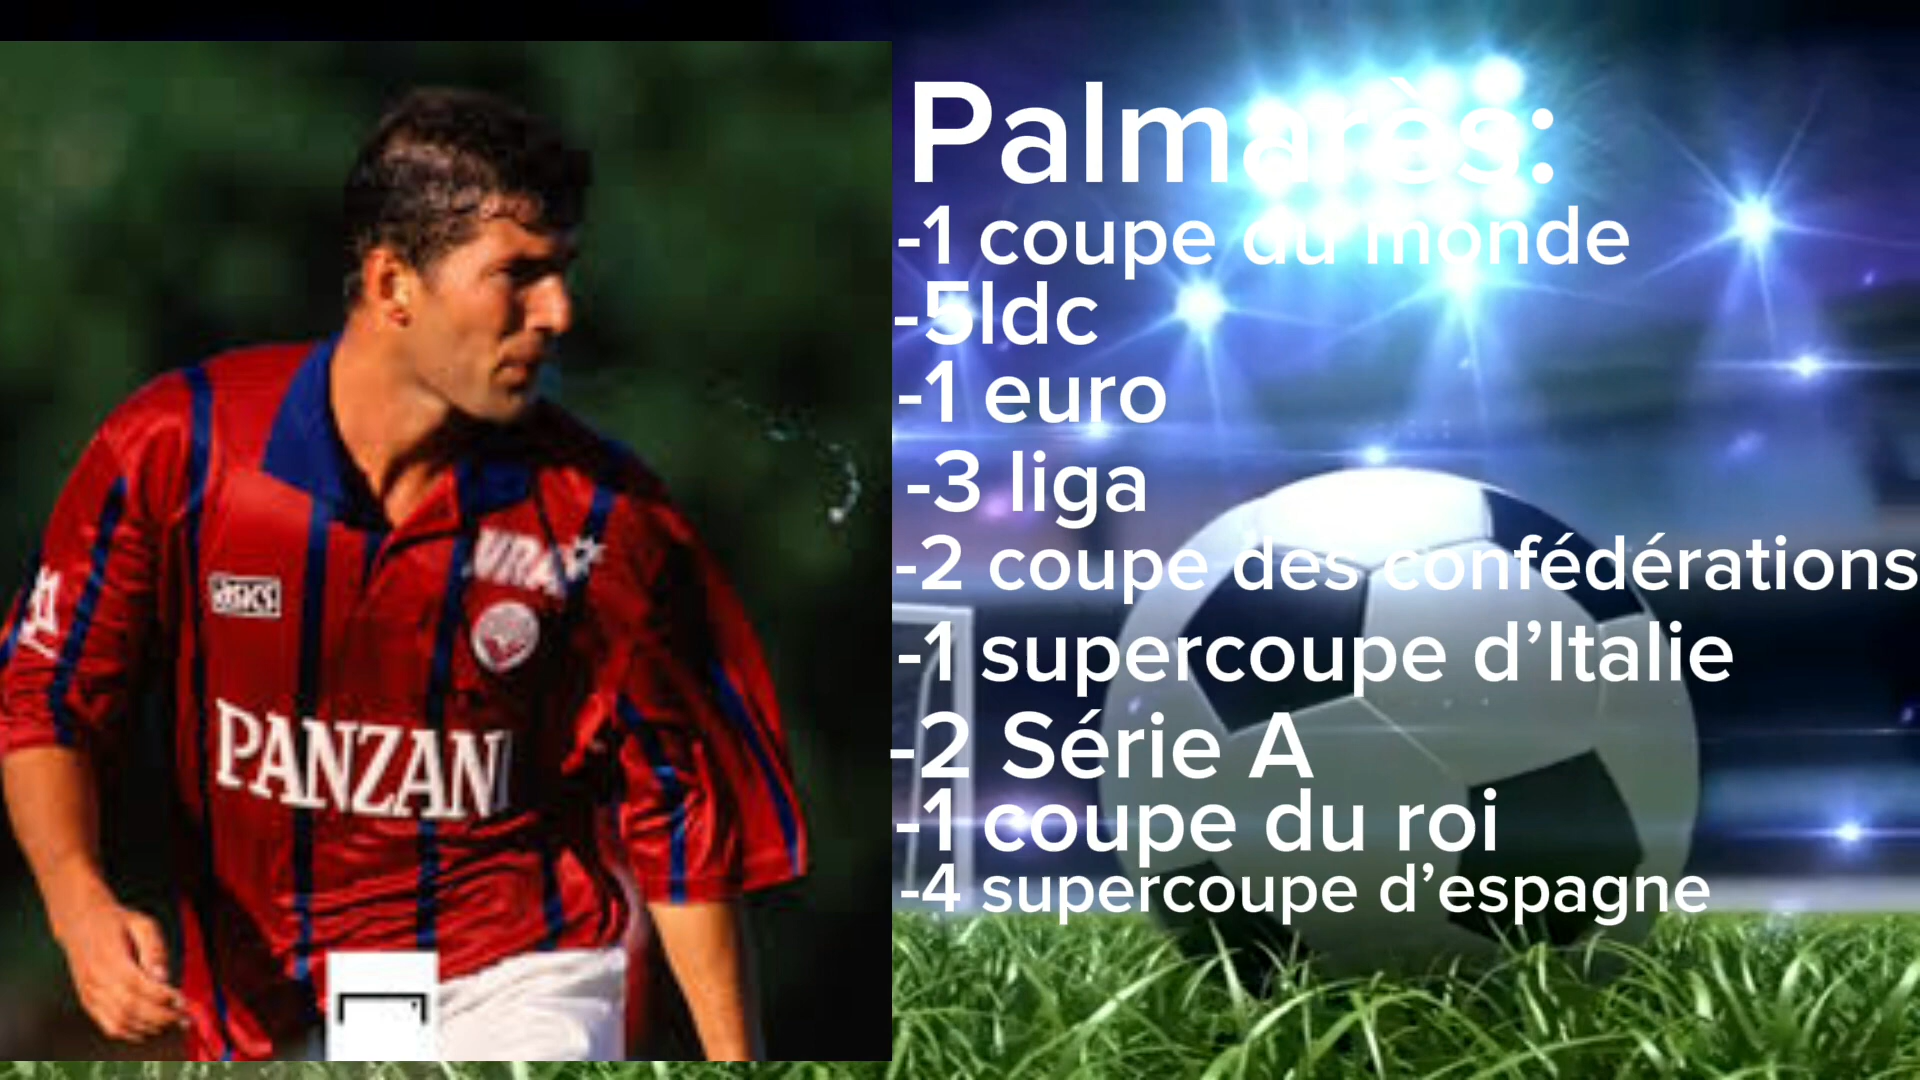 Palmarès:
-1 coupe du monde
-5ldc
-1 euro
-3 liga
-2 coupe des confédérations
-1 supercoupe d’Italie
-2 Série A
-1 coupe du roi
-4 supercoupe d’espagne
asics
PANZANI